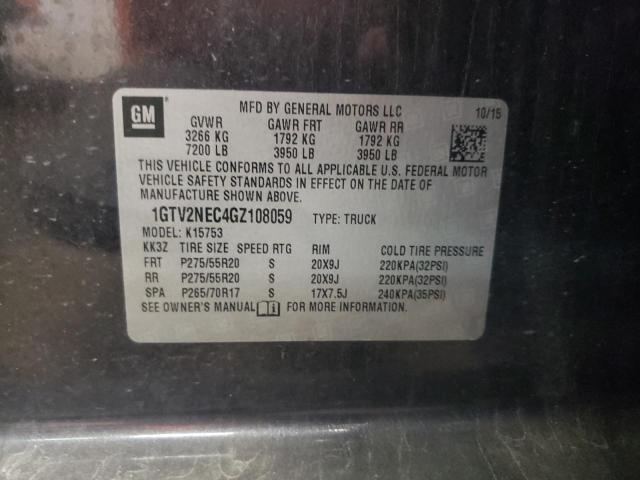 GM
MFD BY GENERAL MOTORS LLC 10/15
GVWR GAWR FRT GAWR RR
3266 KG 1792 KG 1792 KG
7200 LB 3950 LB 3950 LB
THIS VEHICLE CONFORMS TO ALL APPLICABLE U.S. FEDERAL MOTOR
VEHICLE SAFETY STANDARDS IN EFFECT ON THE DATE OF
MANUFACTURE SHOWN ABOVE.
1GTV2NEC4GZ108059 TYPE: TRUCK
MODEL: K15753
KK3Z TIRE SIZE SPEED RTG RIM COLD TIRE PRESSURE
FRT P275/55R20 S 20X9J 220KPA(32PSI)
RR P275/55R20 S 20X9J 220KPA(32PSI)
SPA P265/70R17 S 17X7.5J 240KPA(35PSI)
SEE OWNER'S MANUAL FOR MORE INFORMATION.